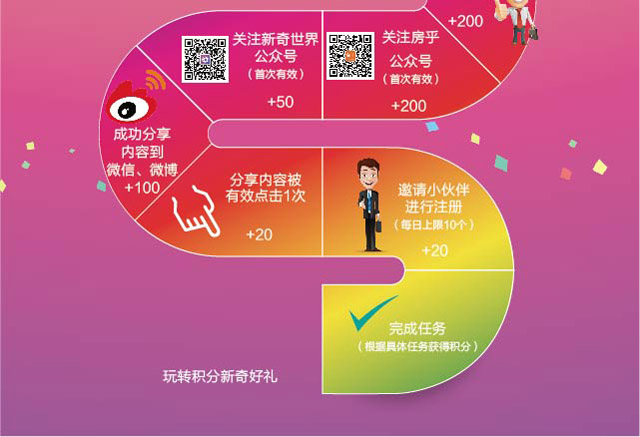 +200
关注新奇世界
公众号
（首次有效）
+50
关注房乎
公众号
（首次有效）
+200
成功分享
内容到
微信、微博
+100
分享内容被
有效点击1次
+20
邀请小伙伴
进行注册
（每日上限10个）
+20
完成任务
（根据具体任务获得积分）
玩转积分新奇好礼